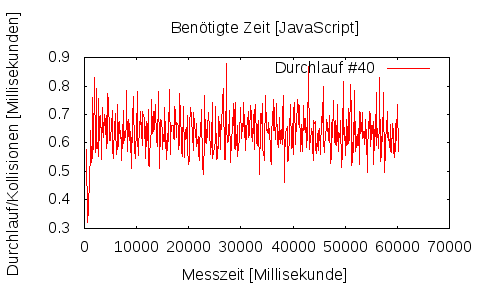 Benötigte Zeit [JavaScript]
Durchlauf/Kollisionen [Millisekunden]
Durchlauf #40
0.9
0.8
0.7
0.6
0.5
0.4
0.3
0 10000 20000 30000 40000 50000 60000 70000
Messzeit [Millisekunde]